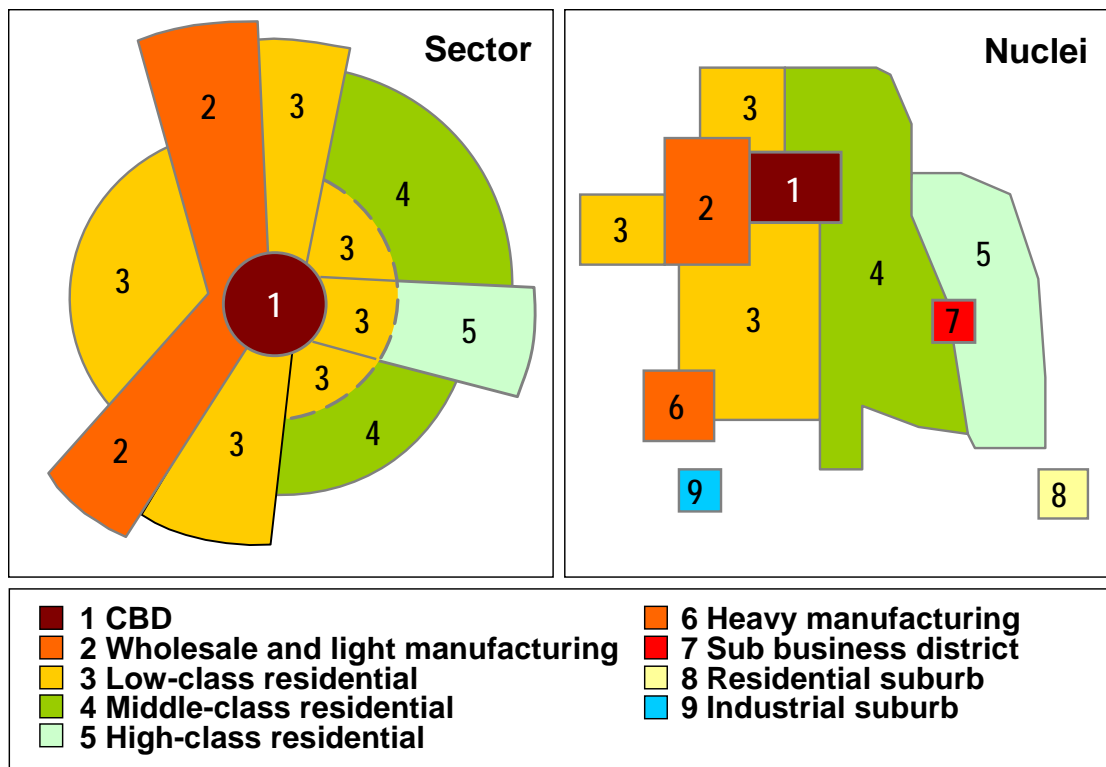 Sector
2
3
4
3
3
1
3
5
3
4
3
2
Nuclei
3
1
2
3
5
4
3
7
6
9
8
1 CBD
2 Wholesale and light manufacturing
3 Low-class residential
4 Middle-class residential
5 High-class residential
6 Heavy manufacturing
7 Sub business district
8 Residential suburb
9 Industrial suburb